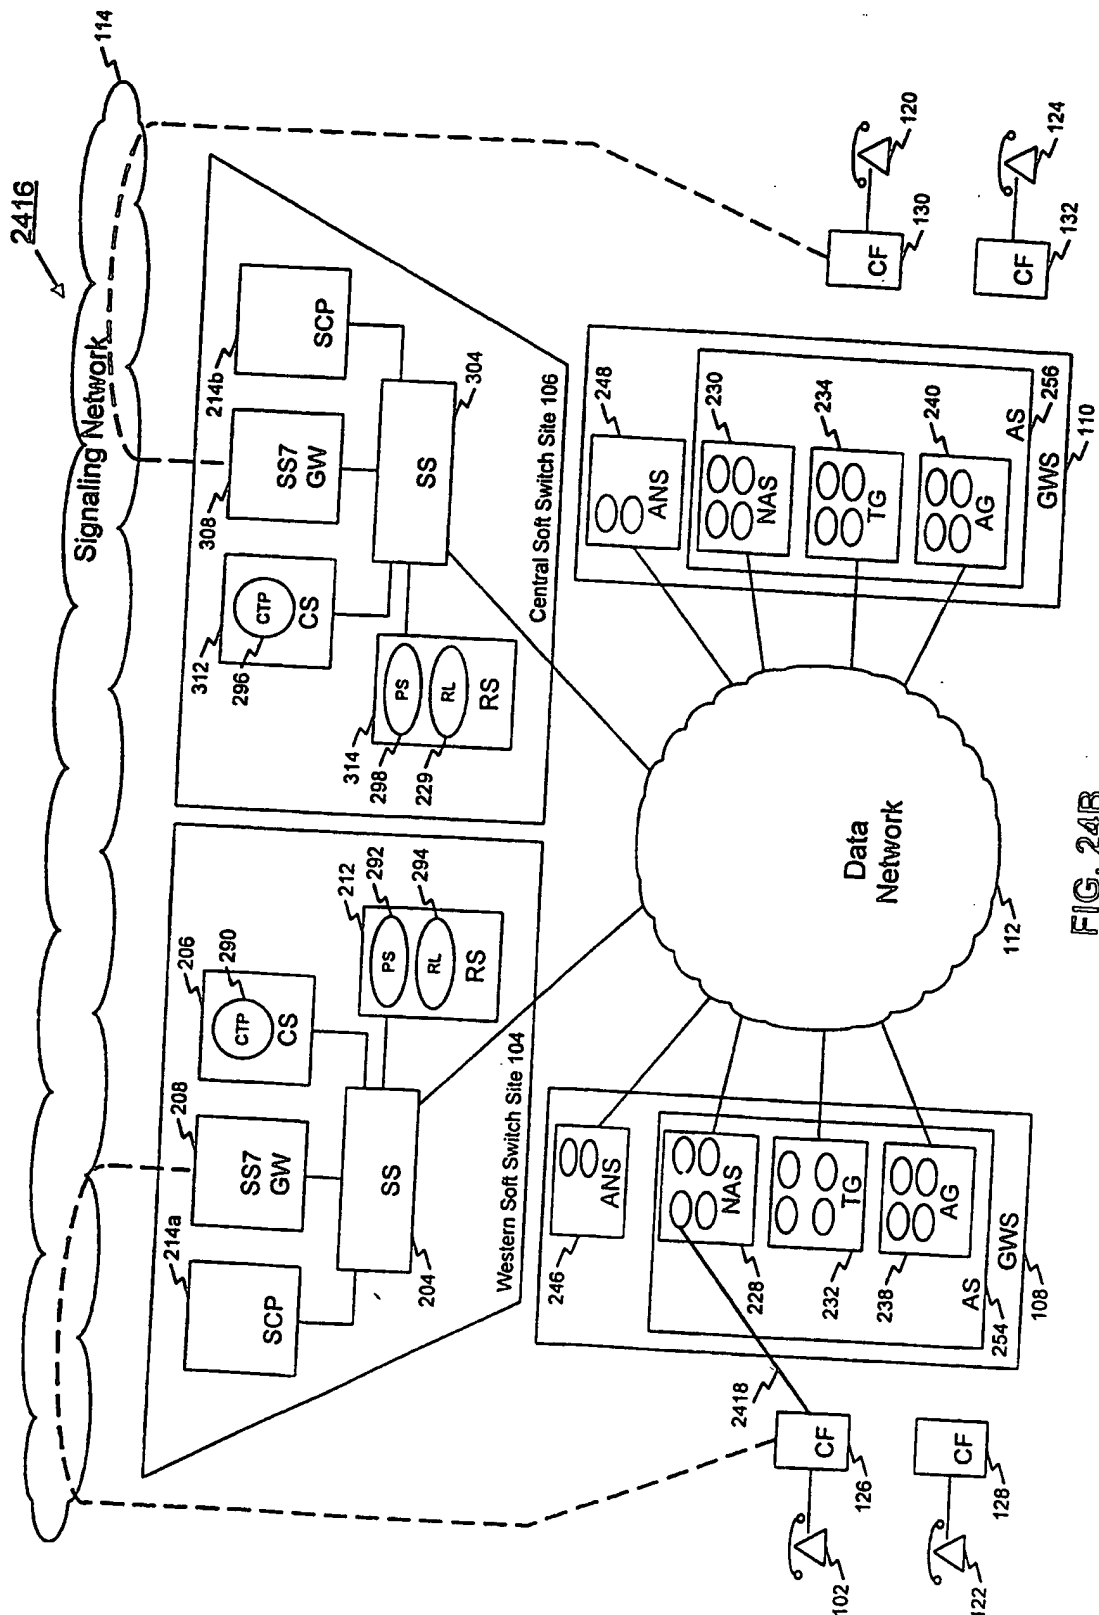 2416
114
Signaling Network
214a
SCP
208
SS7
GW
206
290
CTP
CS
212
292
PS
294
RL
RS
SS
204
Western Soft Switch Site 104
312
296
CTP
CS
308
SS7
GW
214b
SCP
314
298
PS
229
RL
RS
SS
304
Central Soft Switch Site 106
246
ANS
228
NAS
232
TG
238
AG
AS
254
GWS
108
2418
CF
126
102
CF
128
122
Data
Network
112
248
ANS
230
NAS
234
TG
240
AG
AS
256
GWS
110
CF
130
120
CF
132
124
FIG. 24B